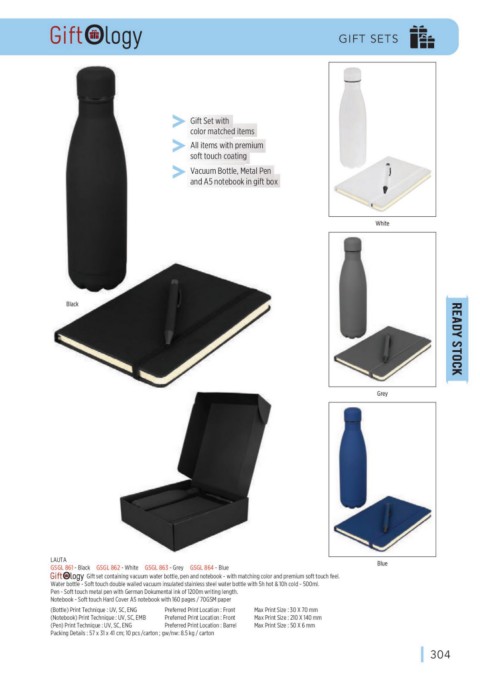 GiftOlogy
GIFT SETS
Gift Set with
color matched items
All items with premium
soft touch coating
Vacuum Bottle, Metal Pen
and A5 notebook in gift box
White
Black
Grey
READY STOCK
Blue
LAUTA
GSGL 861 - Black GSGL 862 - White GSGL 863 - Grey GSGL 864 - Blue
GiftOlogy Gift set containing vacuum water bottle, pen and notebook - with matching color and premium soft touch feel.
Water bottle - Soft touch double walled vacuum insulated stainless steel water bottle with 5h hot & 10h cold - 500ml.
Pen - Soft touch metal pen with German Dokumental ink of 1200m writing length.
Notebook - Soft touch Hard Cover A5 notebook with 160 pages / 70GSM paper
(Bottle) Print Technique : UV, SC, ENG Preferred Print Location : Front Max Print Size : 30 X 70 mm
(Notebook) Print Technique : UV, SC, EMB Preferred Print Location : Front Max Print Size : 210 X 140 mm
(Pen) Print Technique : UV, SC, ENG Preferred Print Location : Barrel Max Print Size : 50 X 6 mm
Packing Details : 57 x 31 x 41 cm; 10 pcs /carton ; gw/nw: 8.5 kg / carton
304